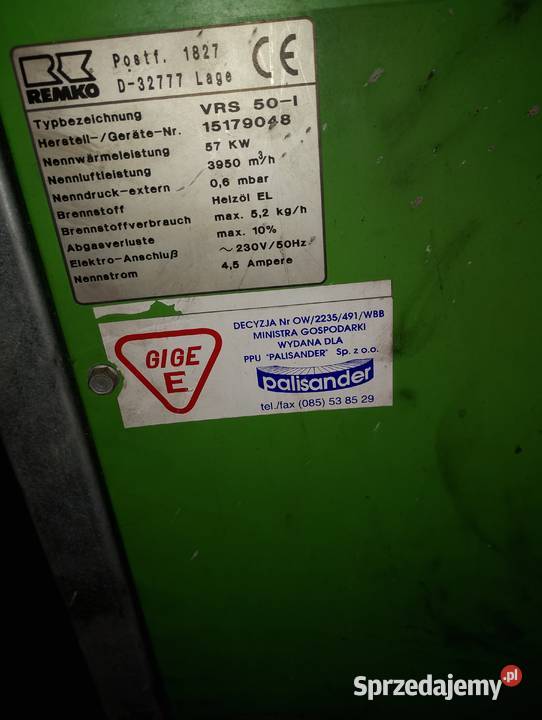 REMKO
Postf. 1827
D-32777 Lage
CE
Typbezeichnung VRS 50-I
Herstell-/Geräte-Nr. 15179048
Nennwärmeleistung 57 KW
Nennluftleistung 3950 m³/h
Nenndruck-extern 0,6 mbar
Brennstoff Heizöl EL
Brennstoffverbrauch max. 5,2 kg/h
Abgasverluste max. 10%
Elektro-Anschluß ~230V/50Hz
Nennstrom 4,5 Ampere
GIGE
E
DECYZJA Nr OW/2235/491/WBB
MINISTRA GOSPODARKI
WYDANA DLA
PPU "PALISANDER" Sp. z o.o.
palisander
tel./fax (085) 53 85 29
Sprzedajemy.pl